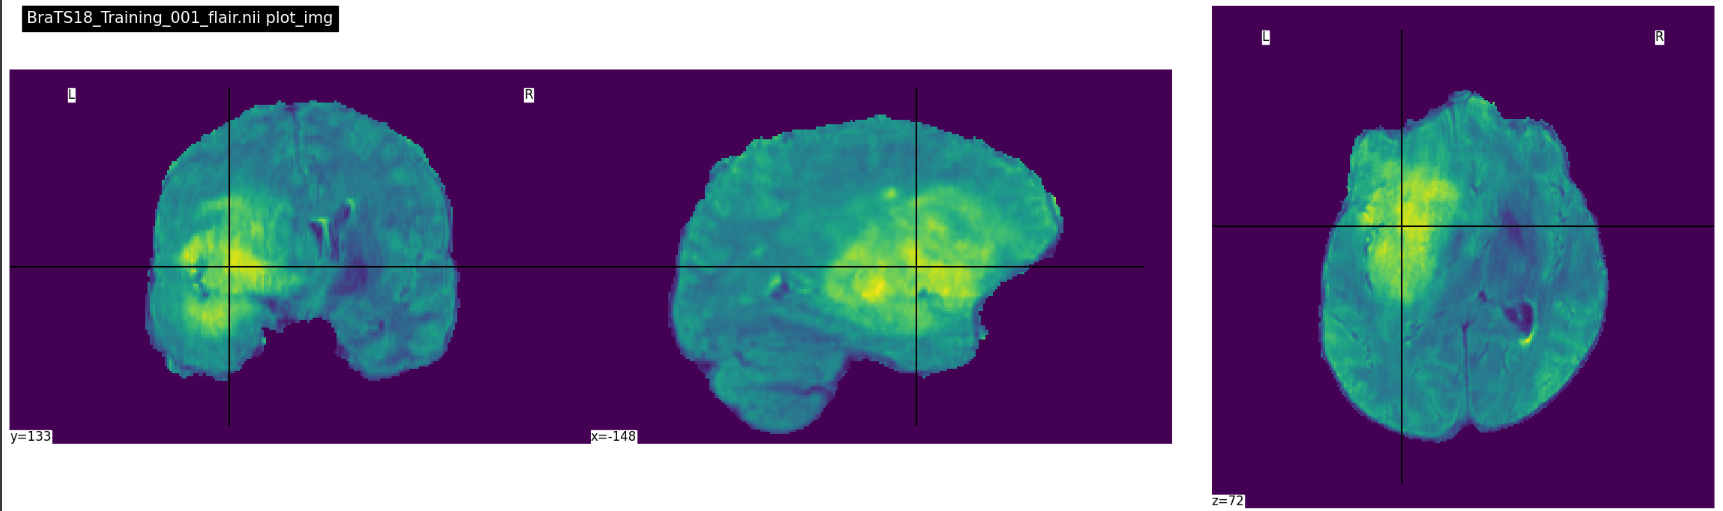 BraTS18_Training_001_flair.nii plot_img
L
R
L
R
y=133
x=-148
z=72